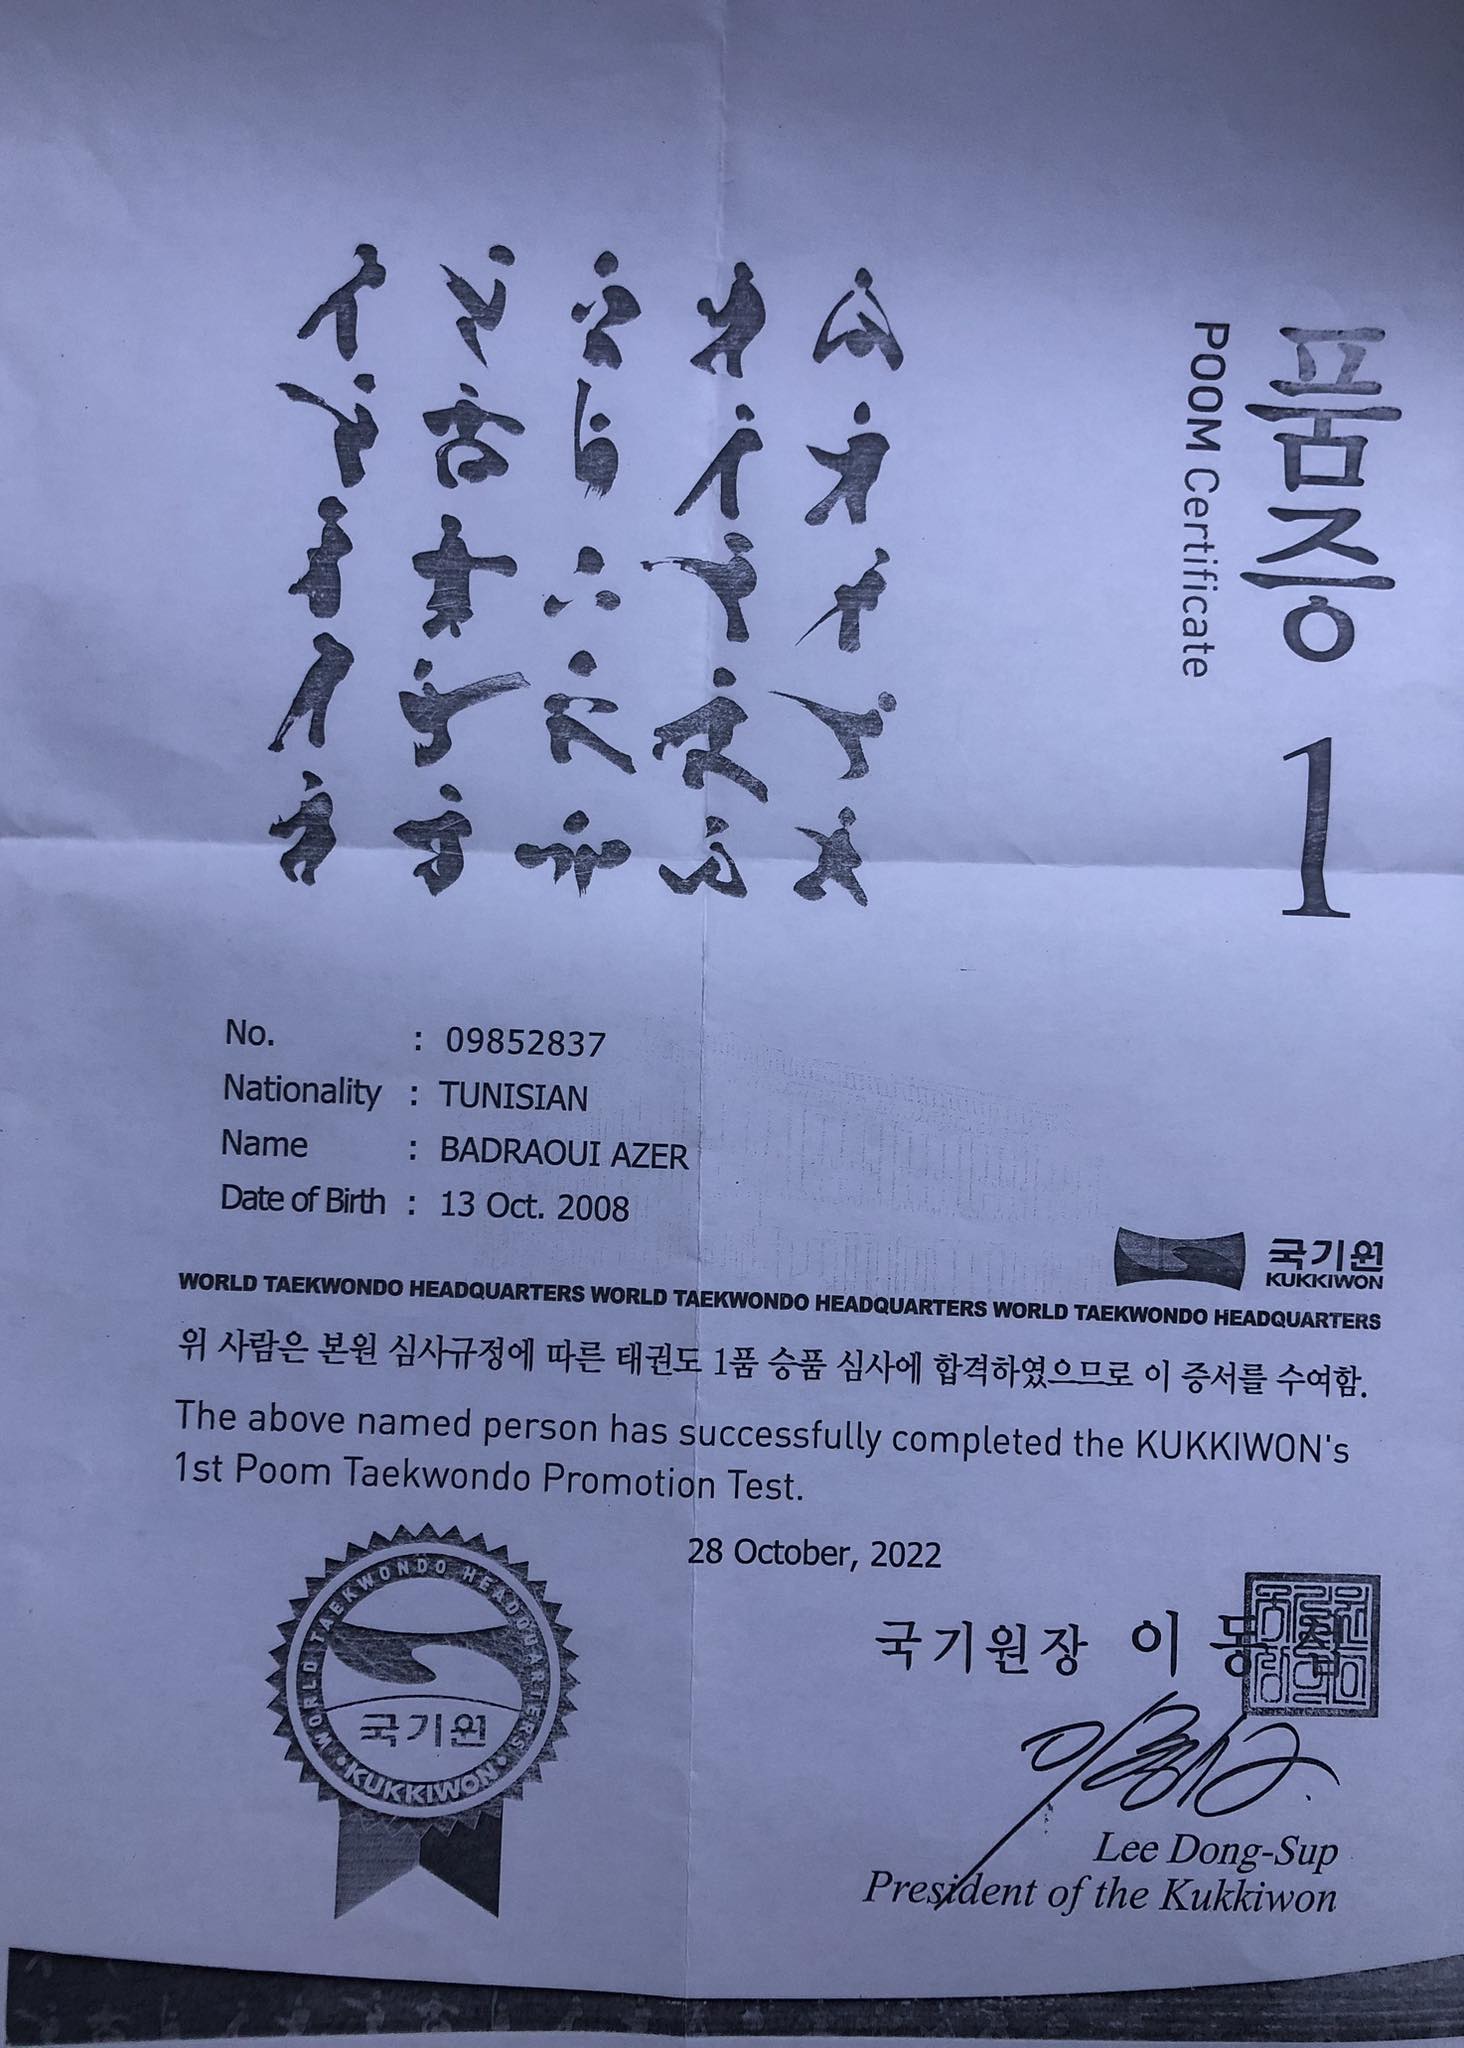 품증 1
POOM Certificate
No. : 09852837
Nationality : TUNISIAN
Name : BADRAOUI AZER
Date of Birth : 13 Oct. 2008
국기원
KUKKIWON
WORLD TAEKWONDO HEADQUARTERS WORLD TAEKWONDO HEADQUARTERS WORLD TAEKWONDO HEADQUARTERS
위 사람은 본원 심사규정에 따른 태권도 1품 승품 심사에 합격하였으므로 이 증서를 수여함.
The above named person has successfully completed the KUKKIWON's
1st Poom Taekwondo Promotion Test.
28 October, 2022
WORLD TAEKWONDO HEADQUARTERS
국기원
• KUKKIWON •
국기원장 이 동
Lee Dong-Sup
President of the Kukkiwon